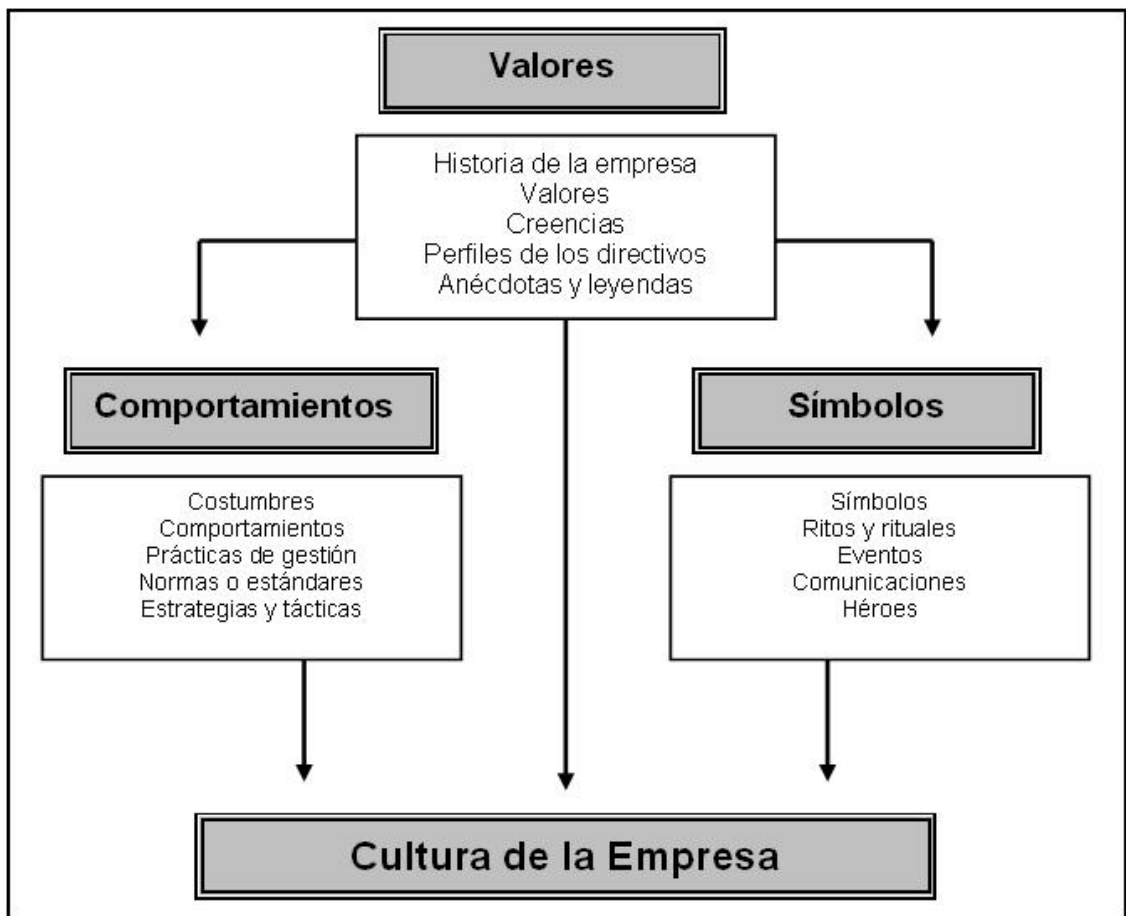 Valores
Historia de la empresa
Valores
Creencias
Perfiles de los directivos
Anécdotas y leyendas
Comportamientos
Costumbres
Comportamientos
Prácticas de gestión
Normas o estándares
Estrategias y tácticas
Símbolos
Símbolos
Ritos y rituales
Eventos
Comunicaciones
Héroes
Cultura de la Empresa